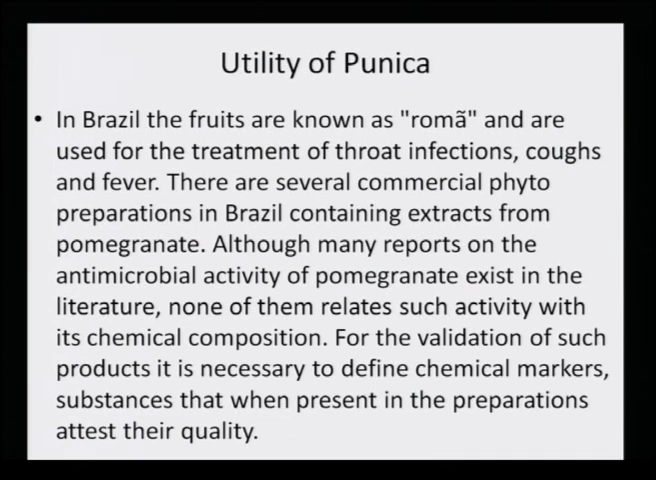 Utility of Punica
• In Brazil the fruits are known as "romã" and are
used for the treatment of throat infections, coughs
and fever. There are several commercial phyto
preparations in Brazil containing extracts from
pomegranate. Although many reports on the
antimicrobial activity of pomegranate exist in the
literature, none of them relates such activity with
its chemical composition. For the validation of such
products it is necessary to define chemical markers,
substances that when present in the preparations
attest their quality.